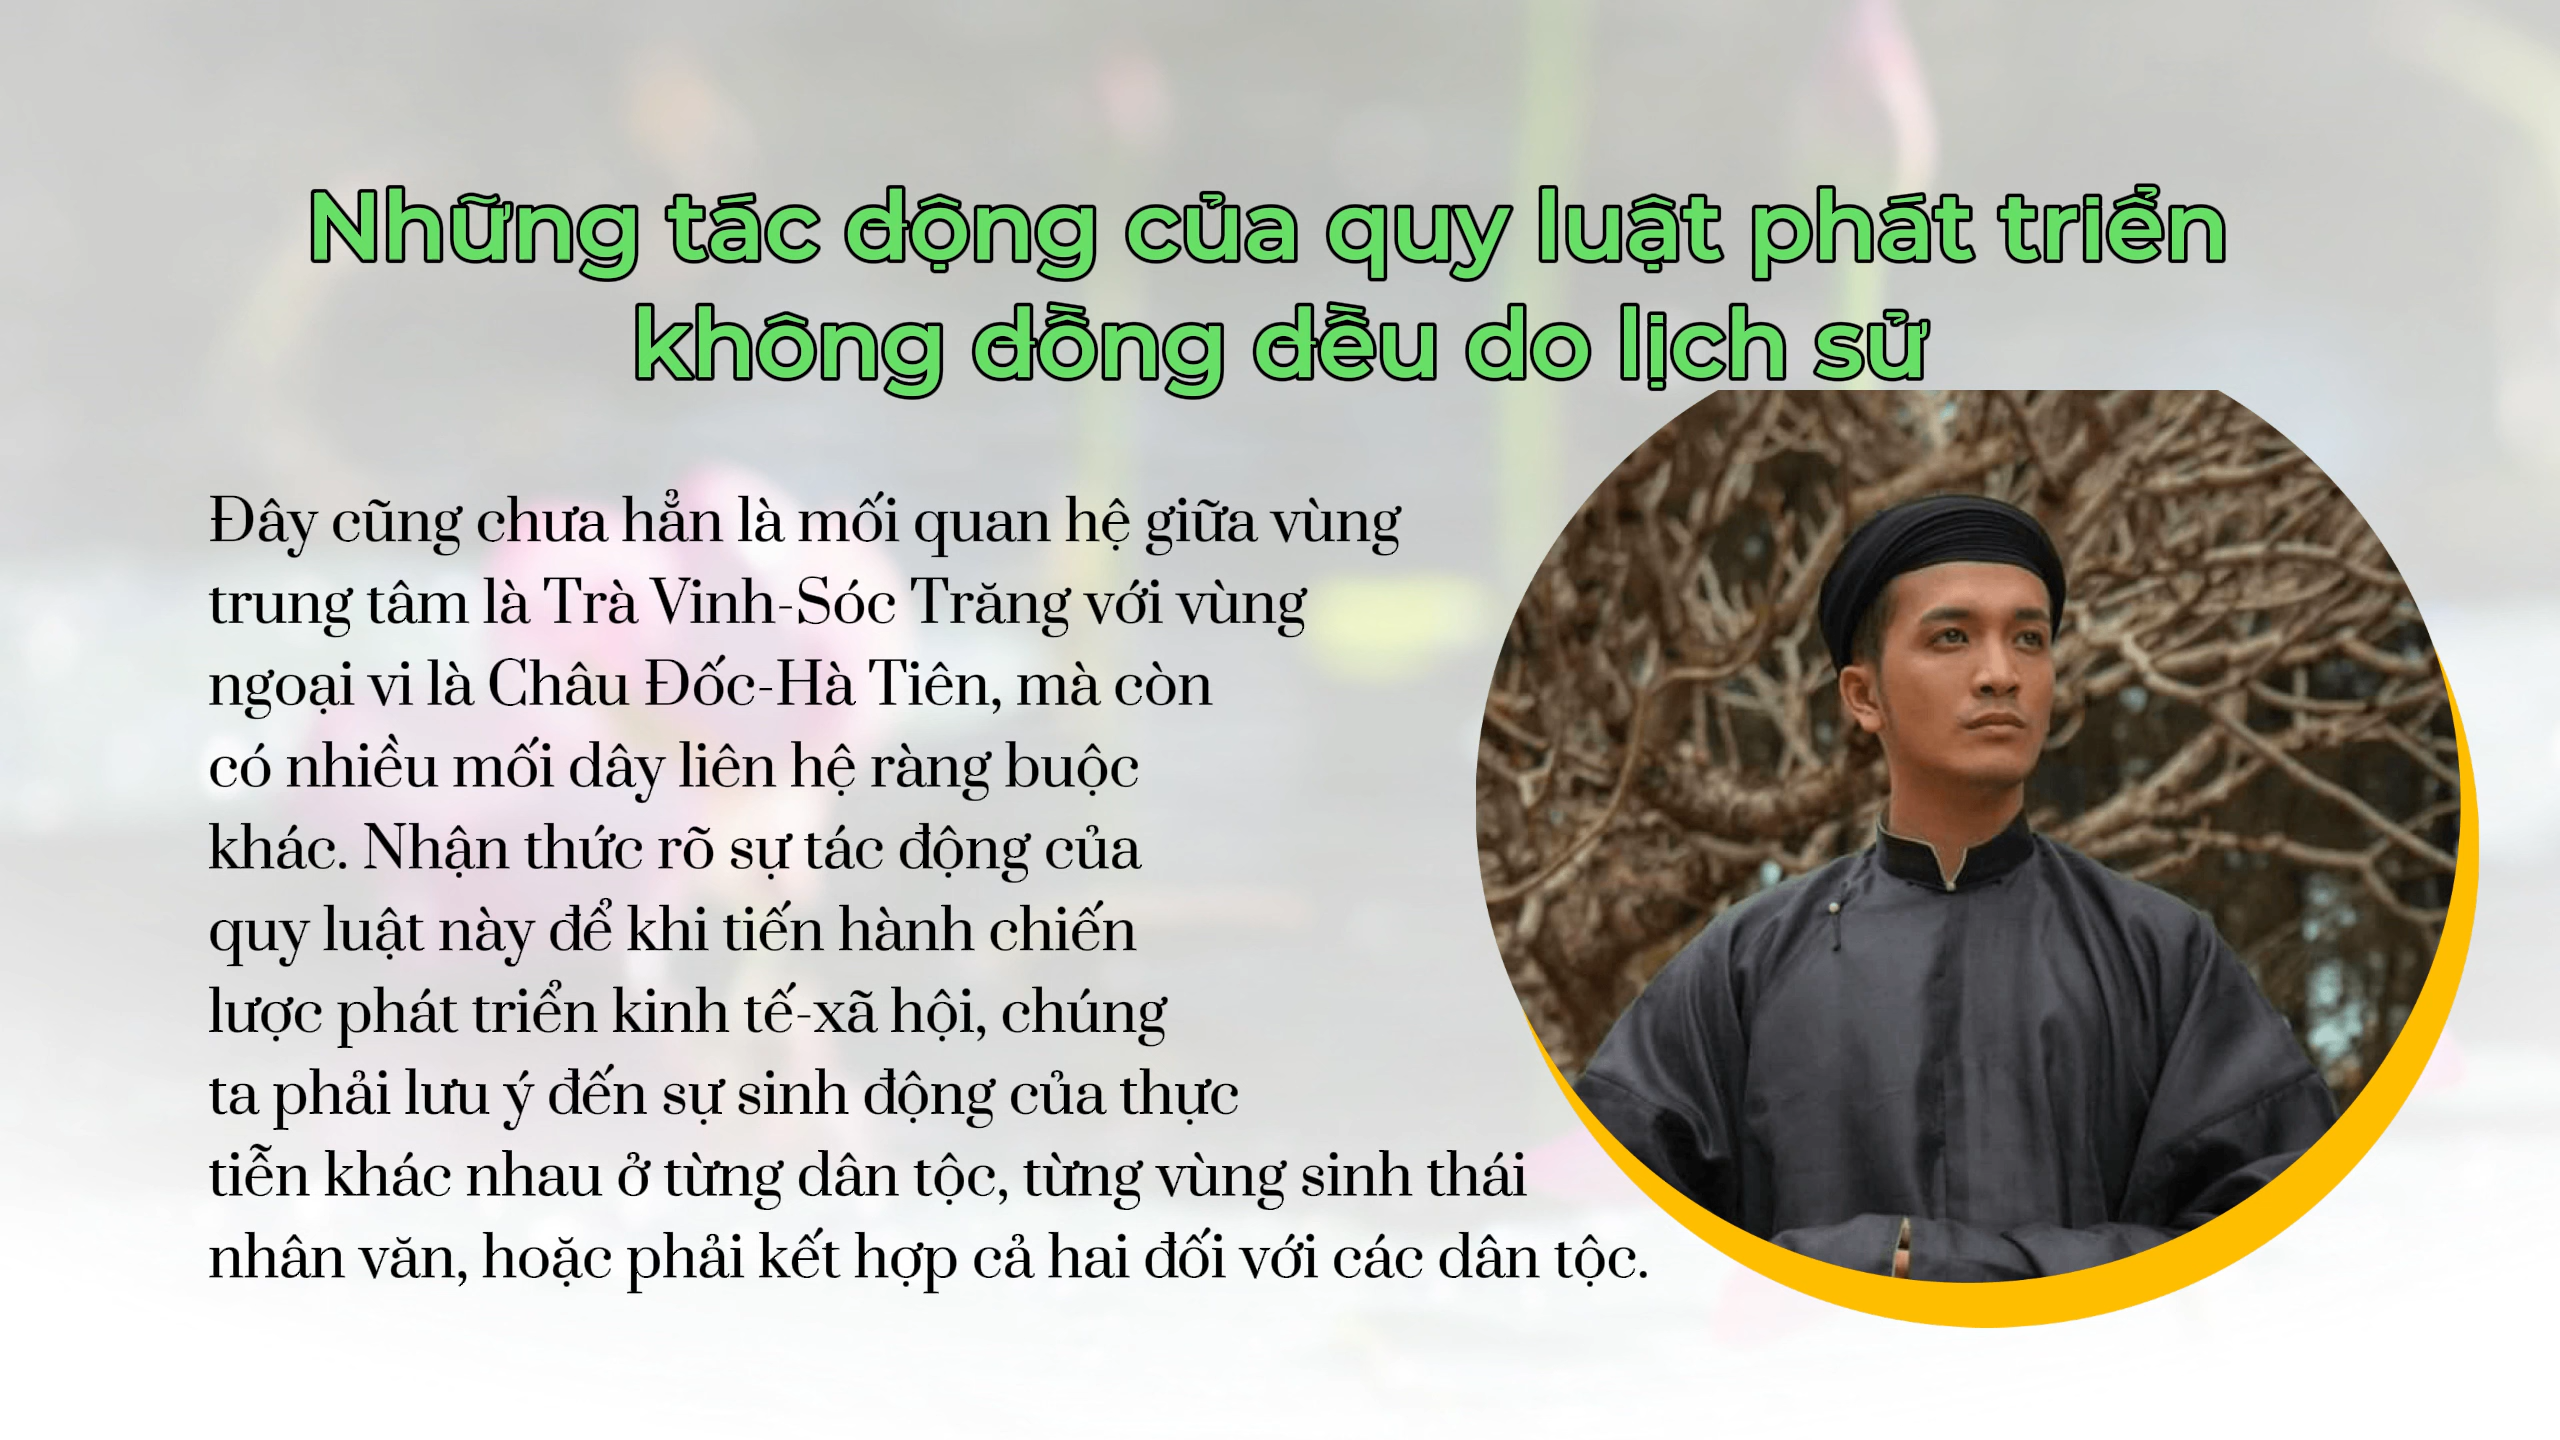 Những tác động của quy luật phát triển
không đồng đều do lịch sử
Đây cũng chưa hẳn là mối quan hệ giữa vùng
trung tâm là Trà Vinh-Sóc Trăng với vùng
ngoại vi là Châu Đốc-Hà Tiên, mà còn
có nhiều mối dây liên hệ ràng buộc
khác. Nhận thức rõ sự tác động của
quy luật này để khi tiến hành chiến
lược phát triển kinh tế-xã hội, chúng
ta phải lưu ý đến sự sinh động của thực
tiễn khác nhau ở từng dân tộc, từng vùng sinh thái
nhân văn, hoặc phải kết hợp cả hai đối với các dân tộc.